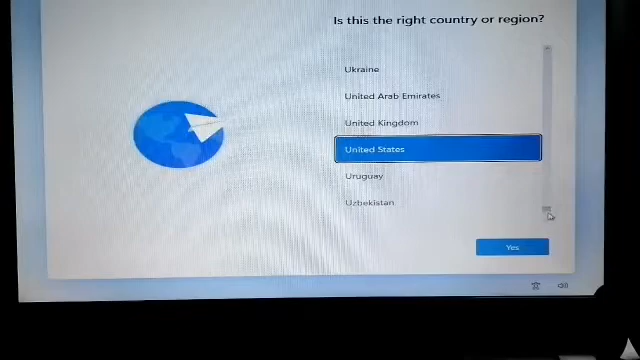 Is this the right country or region?
Ukraine
United Arab Emirates
United Kingdom
United States
Uruguay
Uzbekistan
Yes